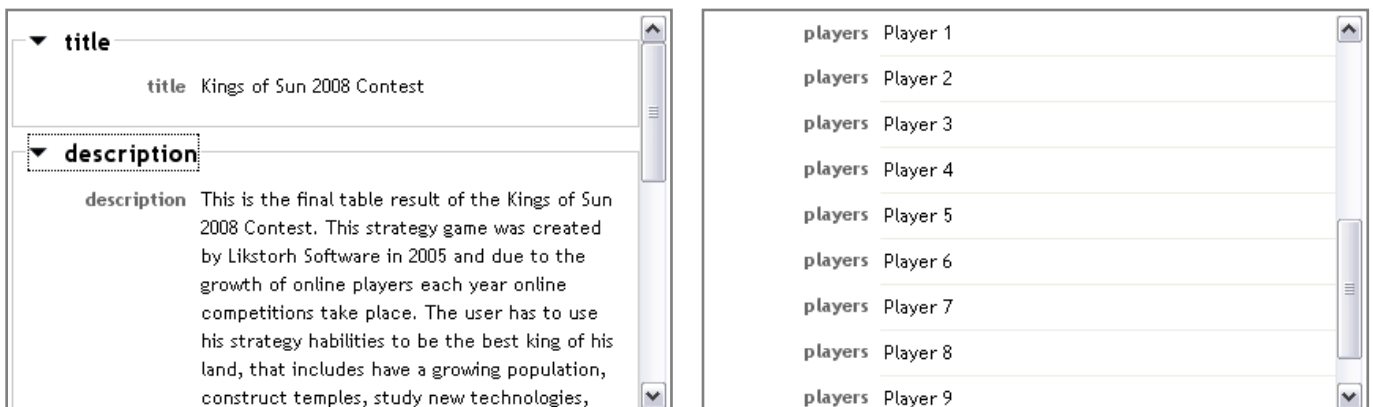 title
title Kings of Sun 2008 Contest
description
description This is the final table result of the Kings of Sun
2008 Contest. This strategy game was created
by Likstorh Software in 2005 and due to the
growth of online players each year online
competitions take place. The user has to use
his strategy habilities to be the best king of his
land, that includes have a growing population,
construct temples, study new technologies,
players Player 1
players Player 2
players Player 3
players Player 4
players Player 5
players Player 6
players Player 7
players Player 8
players Player 9